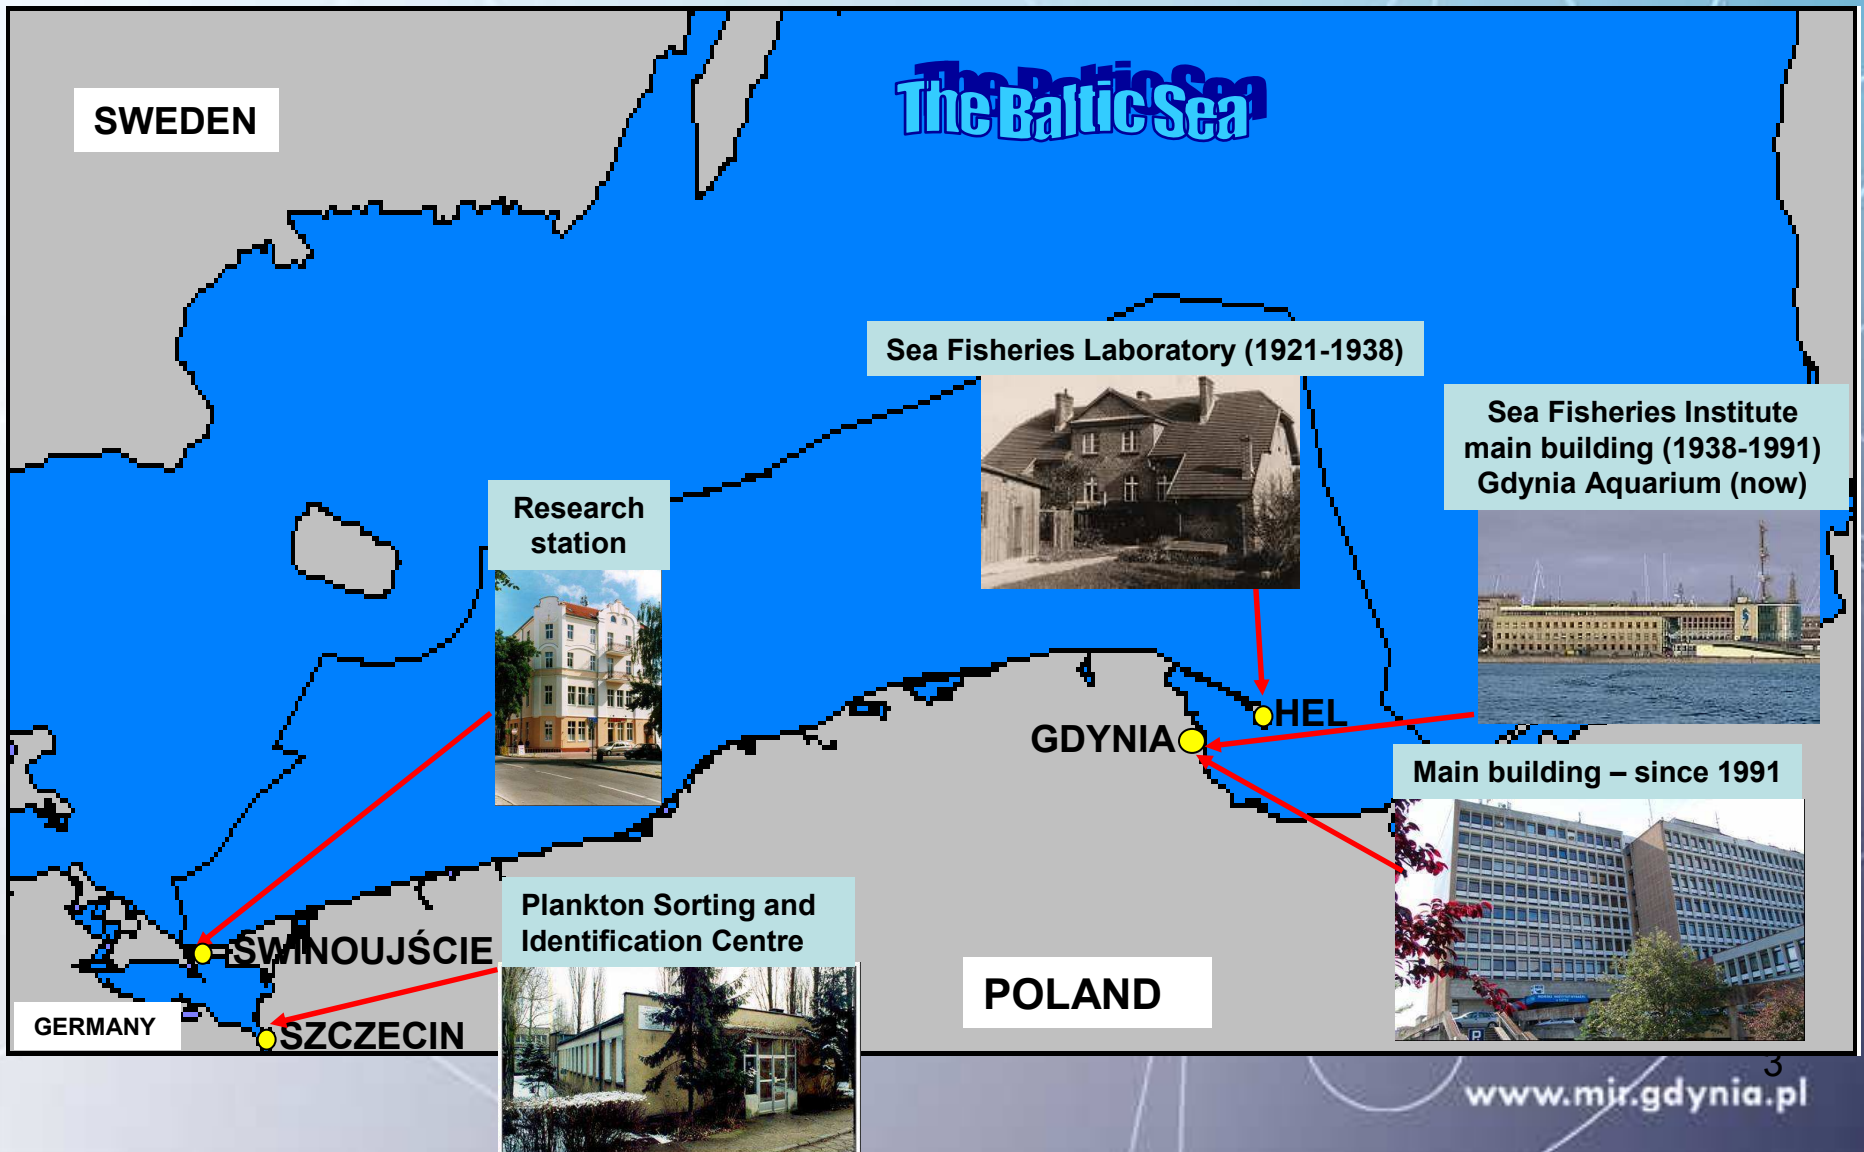 The Baltic Sea
SWEDEN
Sea Fisheries Laboratory (1921-1938)
Sea Fisheries Institute
main building (1938-1991)
Gdynia Aquarium (now)
Research
station
HEL
GDYNIA
Main building – since 1991
Plankton Sorting and
Identification Centre
ŚWINOUJŚCIE
POLAND
GERMANY
SZCZECIN
3
www.mir.gdynia.pl